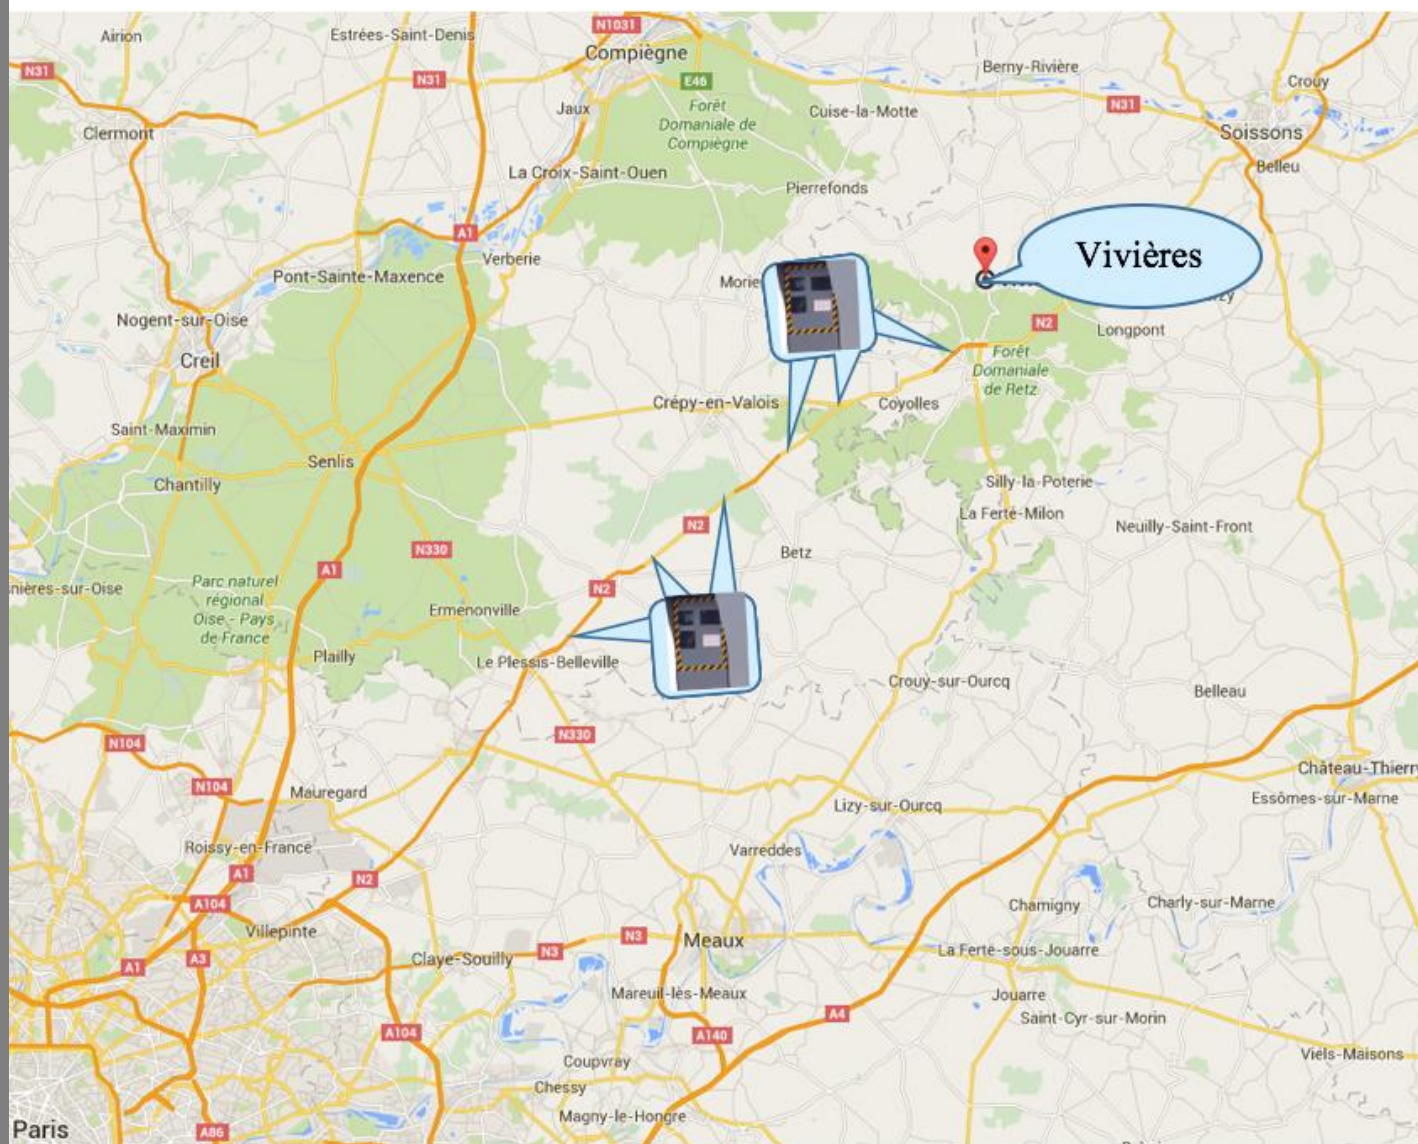 Airion
Estrées-Saint-Denis
N1031
Compiègne
N31
N31
E46
Berny-Rivière
Crouy
Jaux
Forêt
Domaniale de
Compiègne
Cuise-la-Motte
N31
Clermont
Soissons
La Croix-Saint-Ouen
Belleu
Pierrefonds
A1
Verberie
Vivières
Pont-Sainte-Maxence
Morie
zy
Nogent-sur-Oise
N2
Longpont
Creil
Forêt
Domaniale
de Retz
Crépy-en-Valois
Coyolles
Saint-Maximin
Senlis
Chantilly
Silly-la-Poterie
La Ferté-Milon
N2
Neuilly-Saint-Front
N330
Betz
A1
nières-sur-Oise
Parc naturel
régional
Oise - Pays
de France
N2
Ermenonville
Plailly
Le Plessis-Belleville
Crouy-sur-Ourcq
Belleau
N104
N330
Château-Thierry
N104
Mauregard
Lizy-sur-Ourcq
Essômes-sur-Marne
Roissy-en-France
Varreddes
A1
N2
A104
Chamigny
Charly-sur-Marne
Villepinte
N3
Meaux
A1
A3
Claye-Souilly
N3
La Ferté-sous-Jouarre
Mareuil-lès-Meaux
Jouarre
A4
Saint-Cyr-sur-Morin
A104
A140
Coupvray
Viels-Maisons
Chessy
Magny-le-Hongre
Paris
A86